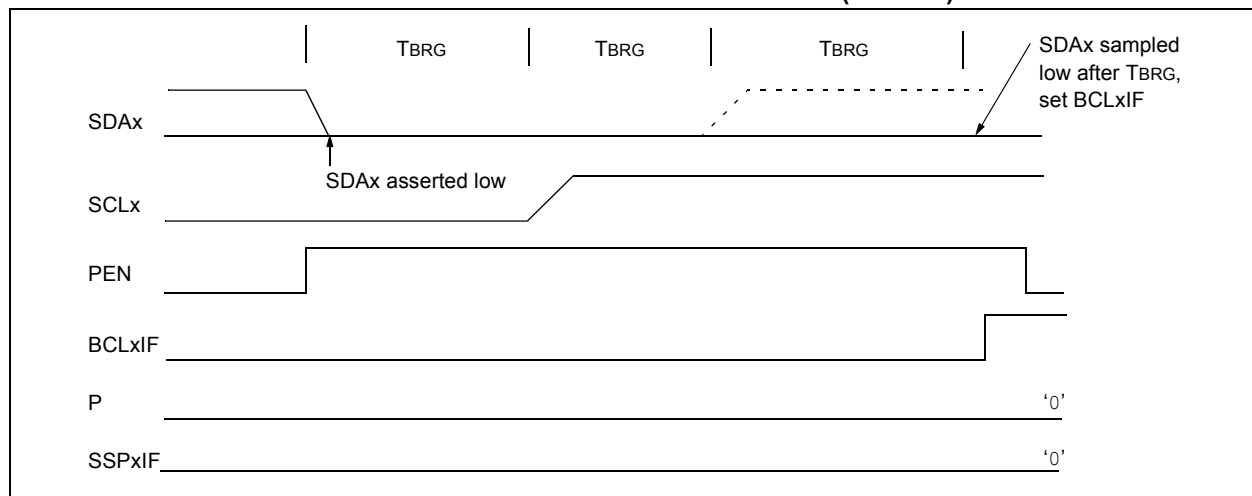 TBRG TBRG TBRG
SDAx sampled
low after TBRG,
set BCLxIF
SDAx
SDAx asserted low
SCLx
PEN
BCLxIF
P ‘0’
SSPxIF ‘0’